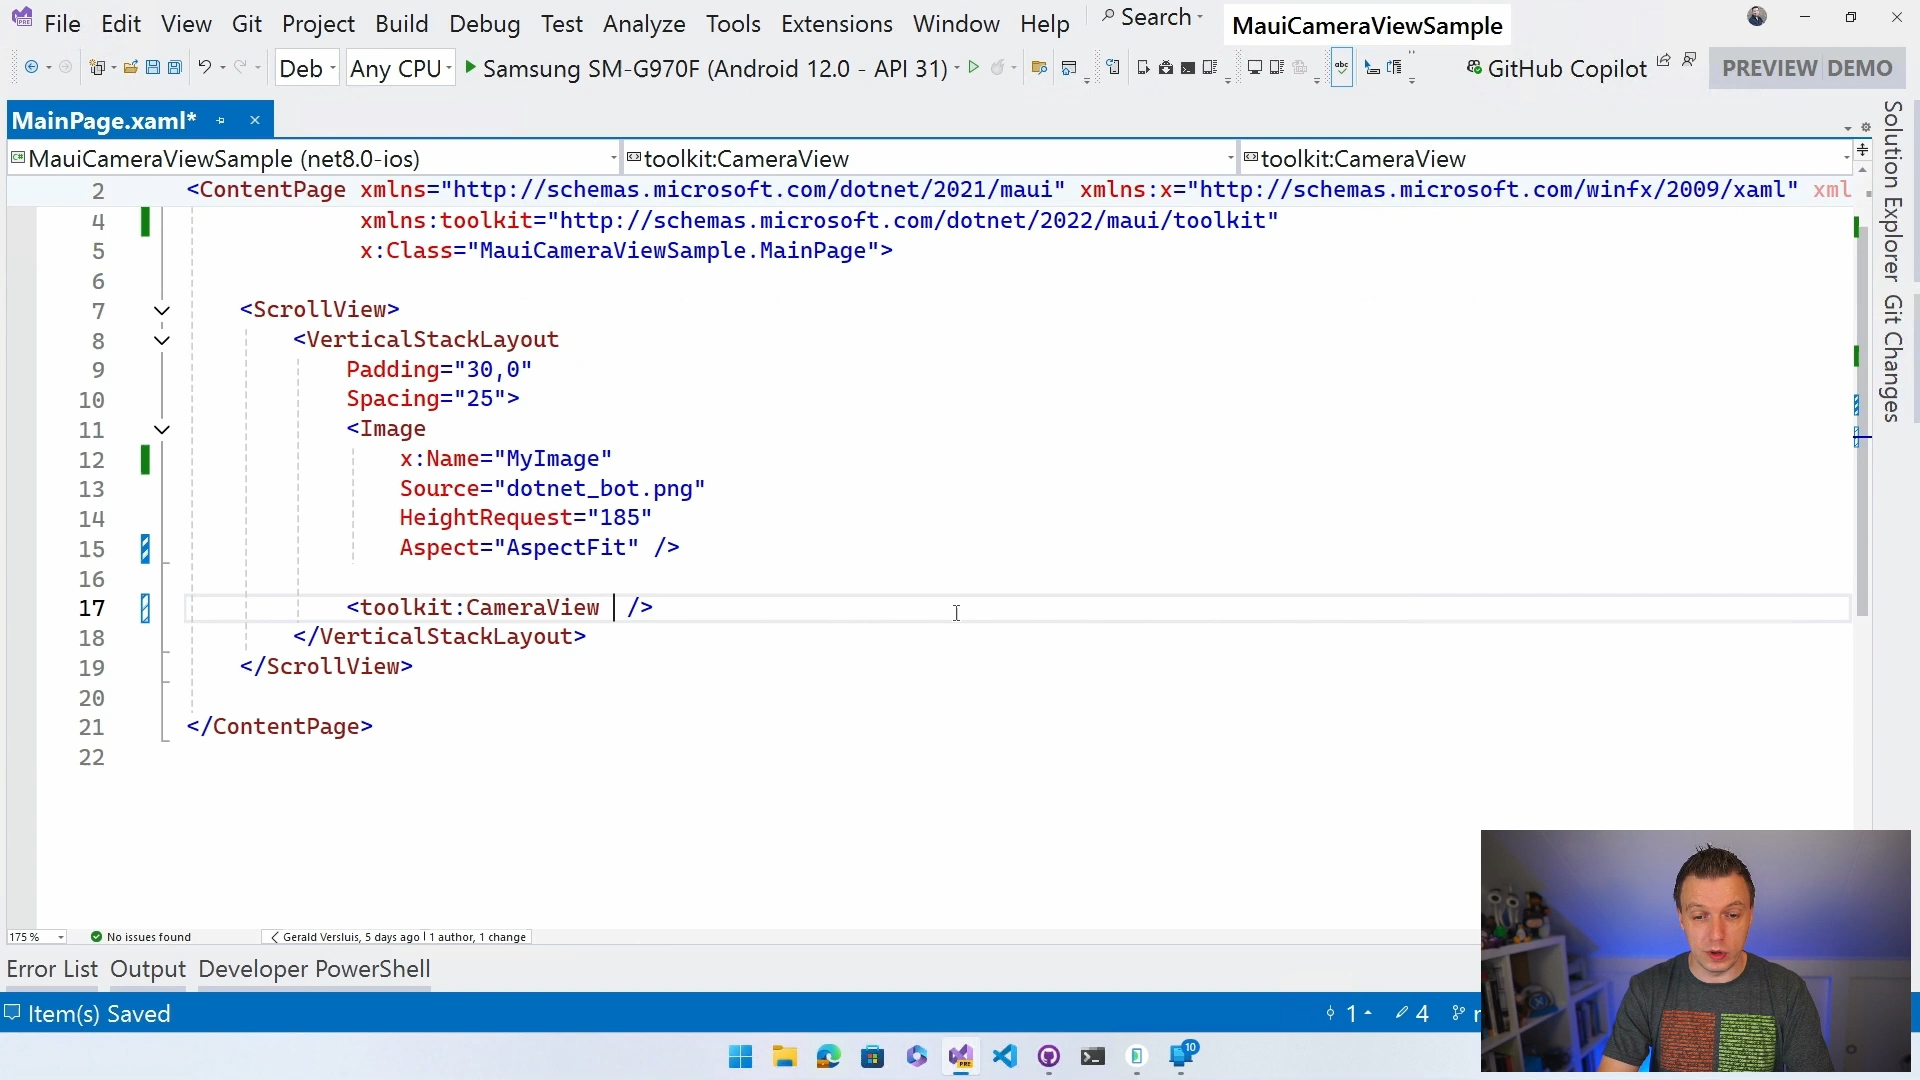 File Edit View Git Project Build Debug Test Analyze Tools Extensions Window Help Search MauiCameraViewSample
Deb Any CPU Samsung SM-G970F (Android 12.0 - API 31) GitHub Copilot PREVIEW DEMO
MainPage.xaml*
MauiCameraViewSample (net8.0-ios) toolkit:CameraView toolkit:CameraView
2 <ContentPage xmlns="http://schemas.microsoft.com/dotnet/2021/maui" xmlns:x="http://schemas.microsoft.com/winfx/2009/xaml" xml
4 xmlns:toolkit="http://schemas.microsoft.com/dotnet/2022/maui/toolkit"
5 x:Class="MauiCameraViewSample.MainPage">
6
7 <ScrollView>
8 <VerticalStackLayout
9 Padding="30,0"
10 Spacing="25">
11 <Image
12 x:Name="MyImage"
13 Source="dotnet_bot.png"
14 HeightRequest="185"
15 Aspect="AspectFit" />
16
17 <toolkit:CameraView />
18 </VerticalStackLayout>
19 </ScrollView>
20
21 </ContentPage>
22
Solution Explorer
Git Changes
175 % No issues found Gerald Versluis, 5 days ago | 1 author, 1 change
Error List Output Developer PowerShell
Item(s) Saved 1 4
10